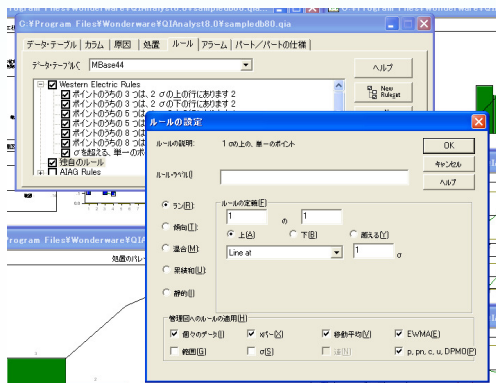 C:¥Program Files¥Wonderware¥QIAnalyst8.0¥sampledb80.qia
データ・テーブル
カラム
原因
処置
ルール
アラーム
パート/パートの仕様
データ・テーブル(
MBase44
ヘルプ
New Ruleset
Western Electric Rules
ポイントのうちの 3 つは、2 σの上の行にあります 2
ポイントのうちの 3 つは、2 σの下の行にあります 2
ポイントのうちの 5 つは
ポイントのうちの 5 つは
ポイントのうちの 8 つは
ポイントのうちの 8 つは
σを超える、単一のポ
独自のルール
AIAG Rules
ルールの設定
ルールの説明:
1 σの上の、単一のポイント
OK
キャンセル
ヘルプ
ルール・ラベル(
ラン(R):
傾向(T):
混合(M):
累積和(U):
静的(I)
ルールの定義(F)
1
の
1
上(A)
下(B)
超える(Y)
Line at
1
σ
管理図へのルールの適用(H)
個々のデータ(I)
xバー(X)
移動平均(V)
EWMA(E)
範囲(G)
σ(S)
p, pn, c, u, DPMO(P)
rogram Files¥Wonderware¥QIA
処置のパレ